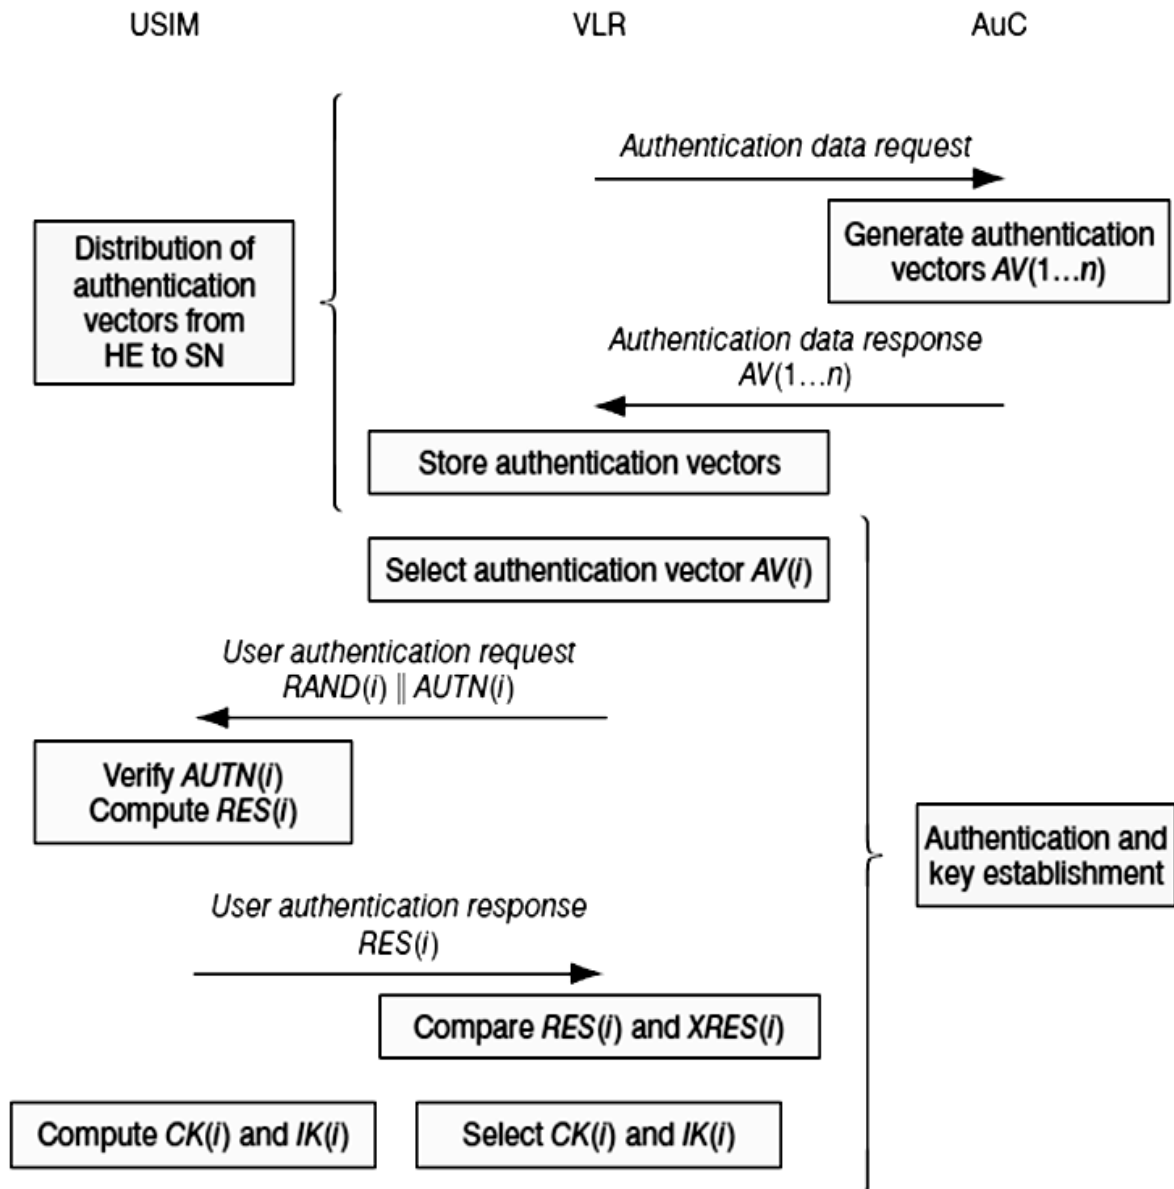 USIM VLR AuC
Authentication data request
Generate authentication
vectors AV(1...n)
Distribution of
authentication
vectors from
HE to SN
Authentication data response
AV(1...n)
Store authentication vectors
Select authentication vector AV(i)
User authentication request
RAND(i) || AUTN(i)
Verify AUTN(i)
Compute RES(i)
Authentication and
key establishment
User authentication response
RES(i)
Compare RES(i) and XRES(i)
Compute CK(i) and IK(i)
Select CK(i) and IK(i)